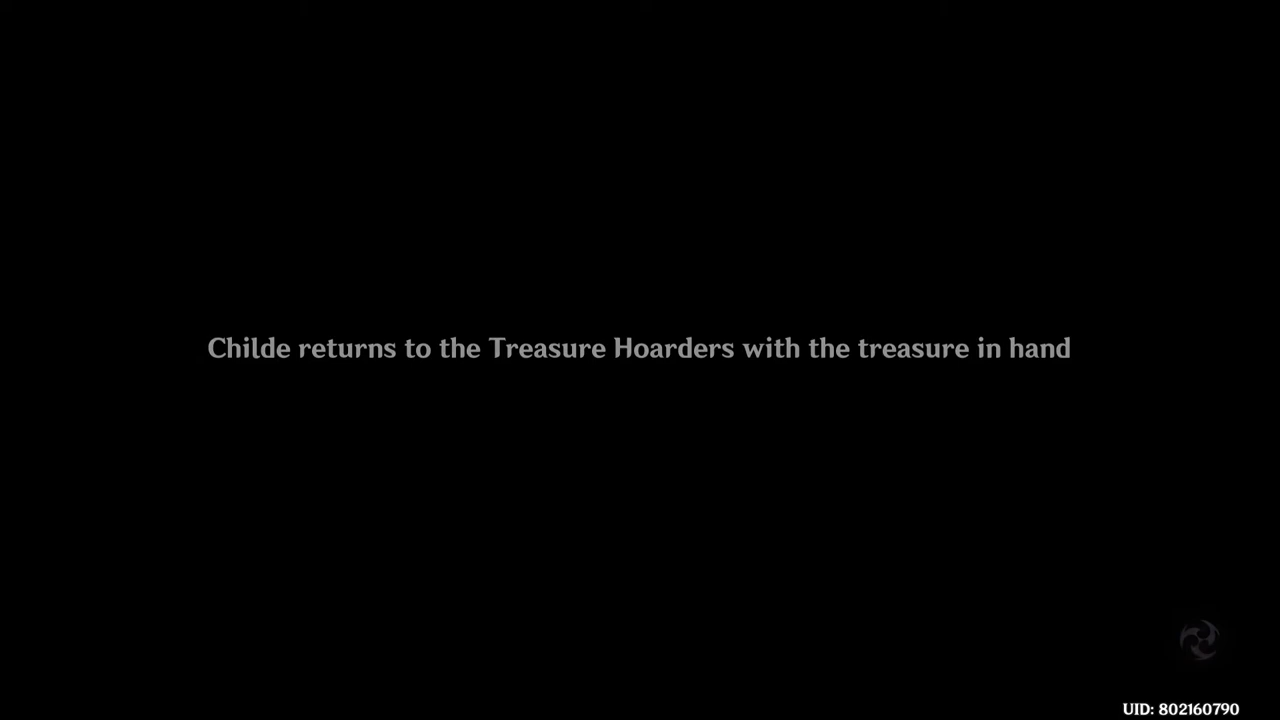 Childe returns to the Treasure Hoarders with the treasure in hand
UID: 802160790